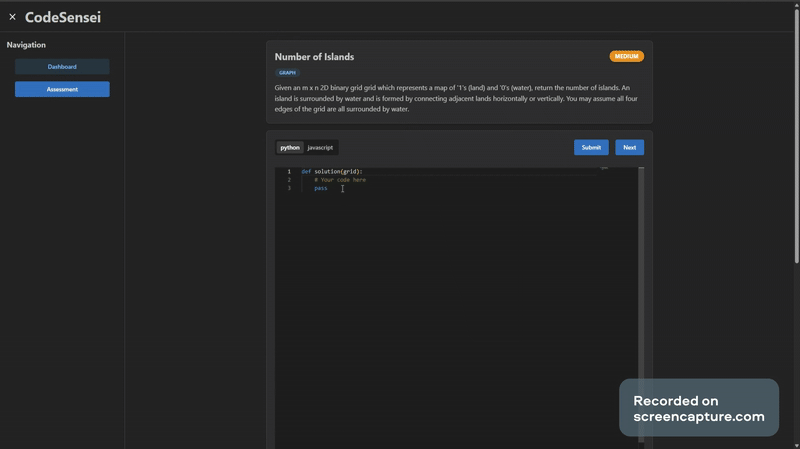 × CodeSensei
Navigation
Dashboard
Assessment
Number of Islands
MEDIUM
GRAPH
Given an m x n 2D binary grid grid which represents a map of '1's (land) and '0's (water), return the number of islands. An
island is surrounded by water and is formed by connecting adjacent lands horizontally or vertically. You may assume all four
edges of the grid are all surrounded by water.
python javascript
Submit Next
1 def solution(grid):
2 # Your code here
3 pass
Recorded on
screencapture.com